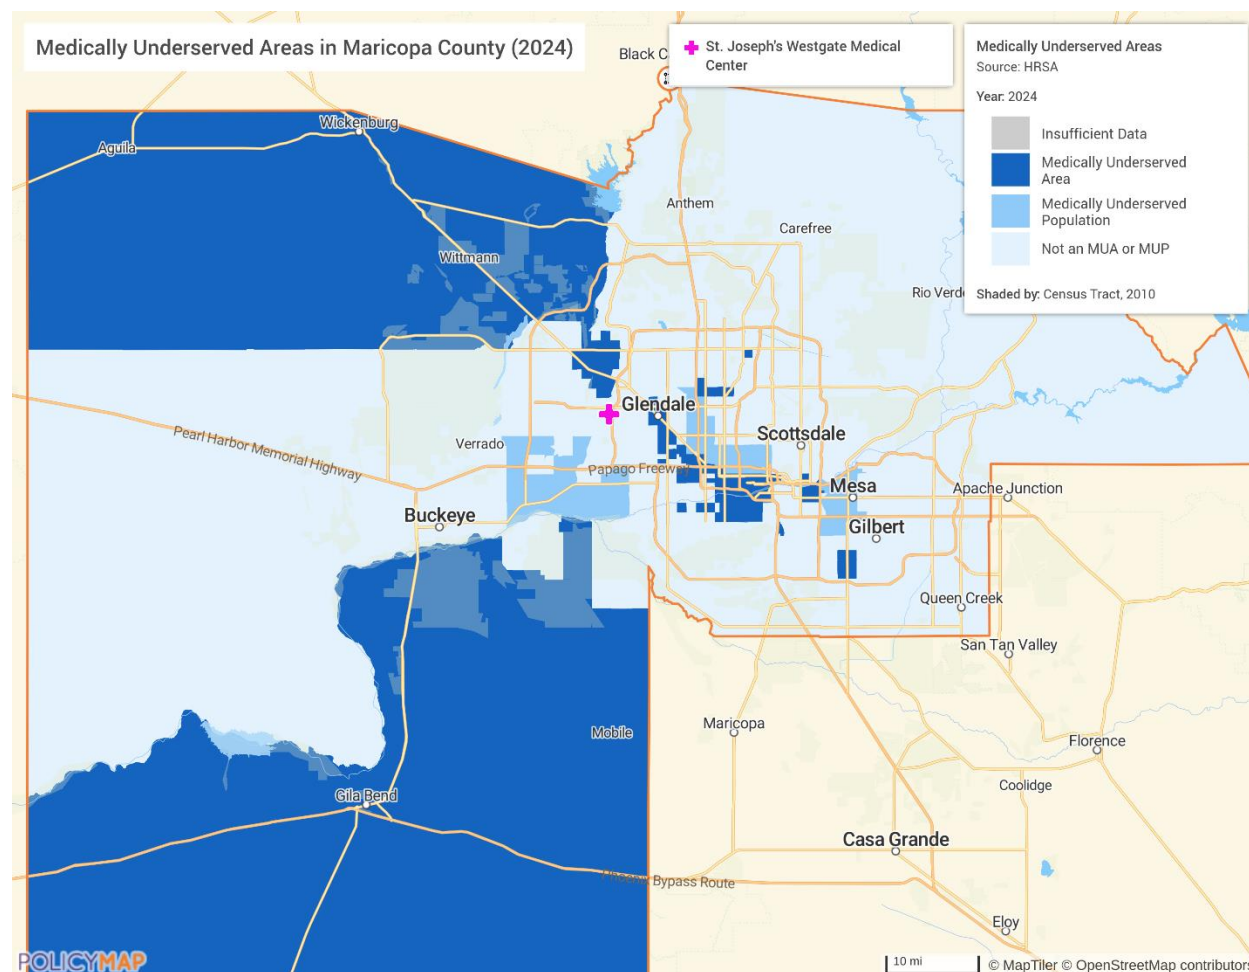 Medically Underserved Areas in Maricopa County (2024)
St. Joseph's Westgate Medical
Center
Medically Underserved Areas
Source: HRSA
Year: 2024
Insufficient Data
Medically Underserved
Area
Medically Underserved
Population
Not an MUA or MUP
Shaded by: Census Tract, 2010
Black
Wickenburg
Aguila
Anthem
Carefree
Wittmann
Rio Verde
Glendale
Scottsdale
Verrado
Pearl Harbor Memorial Highway
Papago Freeway
Mesa
Apache Junction
Buckeye
Gilbert
Queen Creek
San Tan Valley
Maricopa
Mobile
Florence
Coolidge
Gila Bend
Casa Grande
Phoenix Bypass Route
Eloy
POLICYMAP
10 mi
© MapTiler © OpenStreetMap contributors